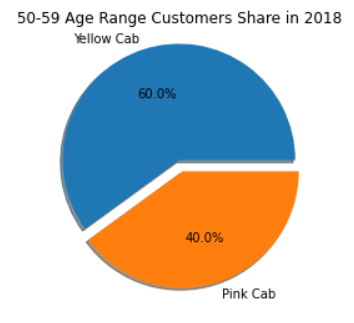 50-59 Age Range Customers Share in 2018
Yellow Cab
60.0%
40.0%
Pink Cab